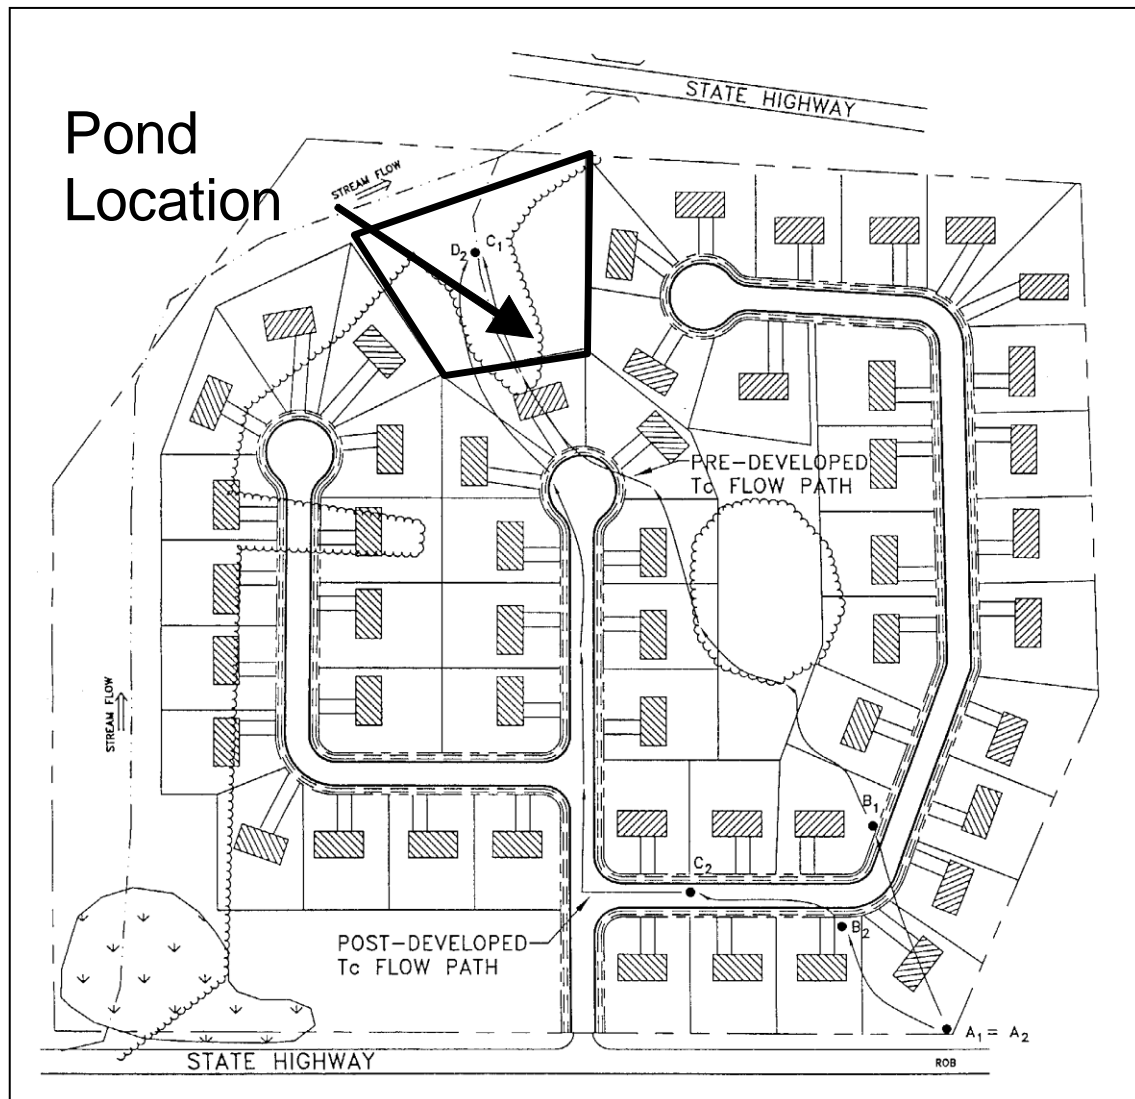 STATE HIGHWAY
Pond
Location
STREAM FLOW
D2 C1
PRE-DEVELOPED
Tc FLOW PATH
STREAM FLOW
B1
C2
B2
POST-DEVELOPED
Tc FLOW PATH
A1 = A2
STATE HIGHWAY
ROB